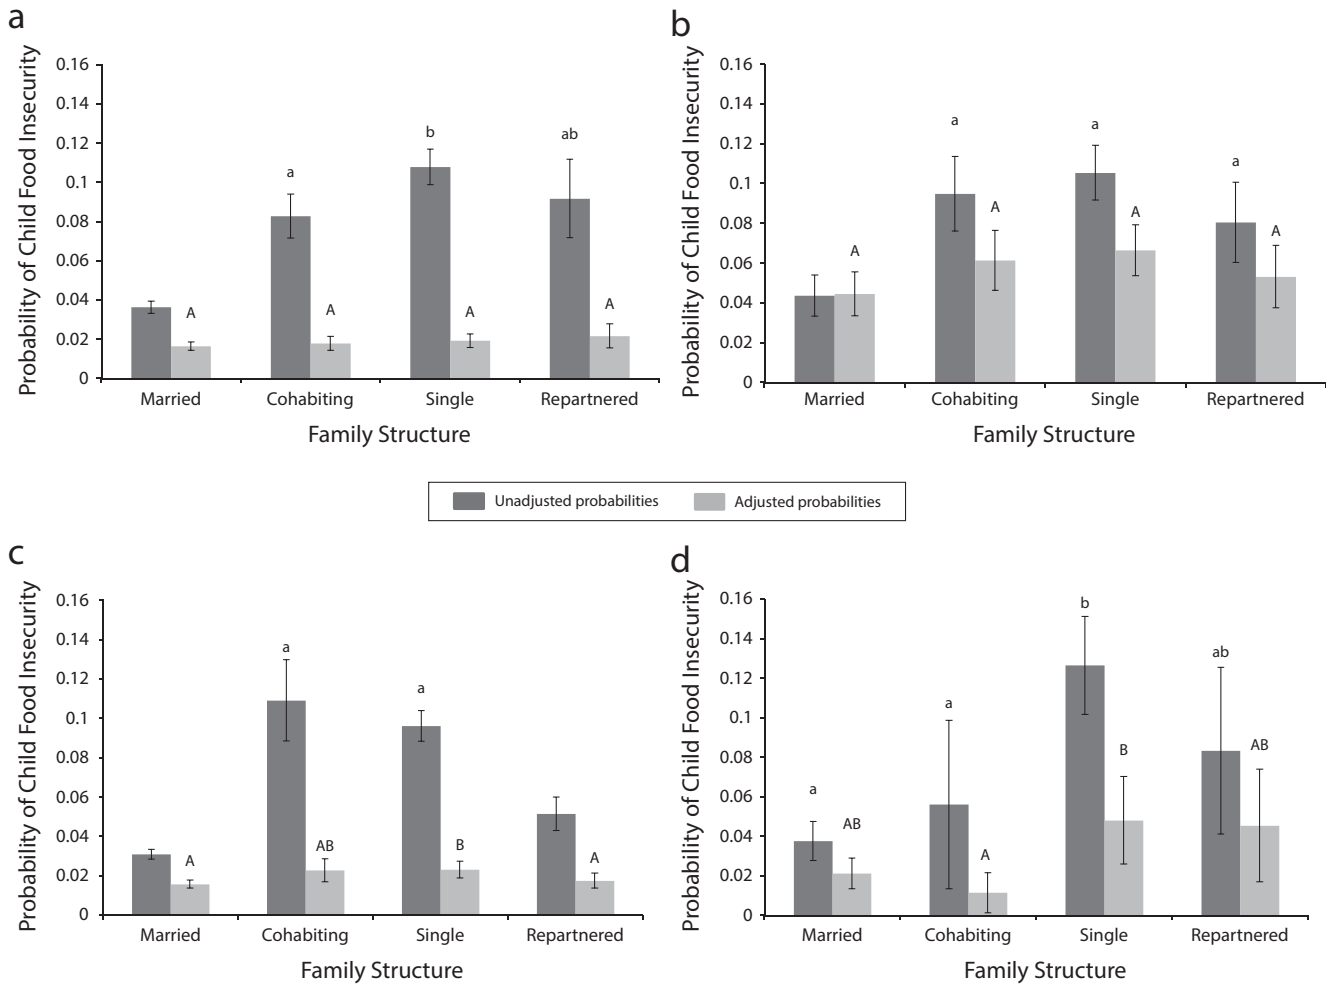 a
Probability of Child Food Insecurity
0.16
0.14
0.12
0.1
0.08
0.06
0.04
0.02
0
A
a
A
b
A
ab
A
Married
Cohabiting
Single
Repartnered
Family Structure
b
Probability of Child Food Insecurity
0.16
0.14
0.12
0.1
0.08
0.06
0.04
0.02
0
A
a
A
a
A
a
A
Married
Cohabiting
Single
Repartnered
Family Structure
Unadjusted probabilities
Adjusted probabilities
c
Probability of Child Food Insecurity
0.16
0.14
0.12
0.1
0.08
0.06
0.04
0.02
0
A
a
AB
a
B
A
Married
Cohabiting
Single
Repartnered
Family Structure
d
Probability of Child Food Insecurity
0.16
0.14
0.12
0.1
0.08
0.06
0.04
0.02
0
a
AB
a
A
b
B
ab
AB
Married
Cohabiting
Single
Repartnered
Family Structure